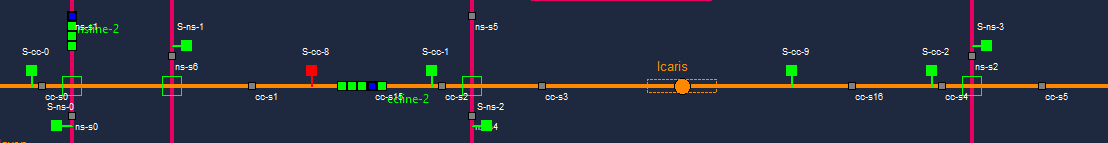 ns-s1
nsline-2
S-ns-1
ns-s5
S-ns-3
S-cc-0
S-cc-8
S-cc-1
Icaris
S-cc-9
S-cc-2
ns-s6
ns-s2
cc-s0
cc-s1
cc-s15
ccline-2
cc-s2
cc-s3
cc-s16
cc-s4
cc-s5
S-ns-0
S-ns-2
ns-s0